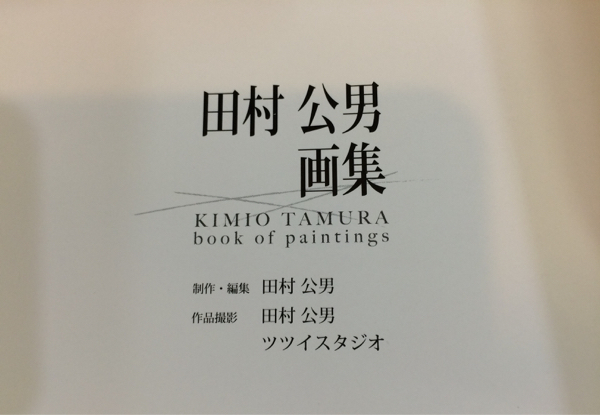 田村 公男
画集
KIMIO TAMURA
book of paintings
制作・編集 田村 公男
作品撮影 田村 公男
ツツイスタジオ